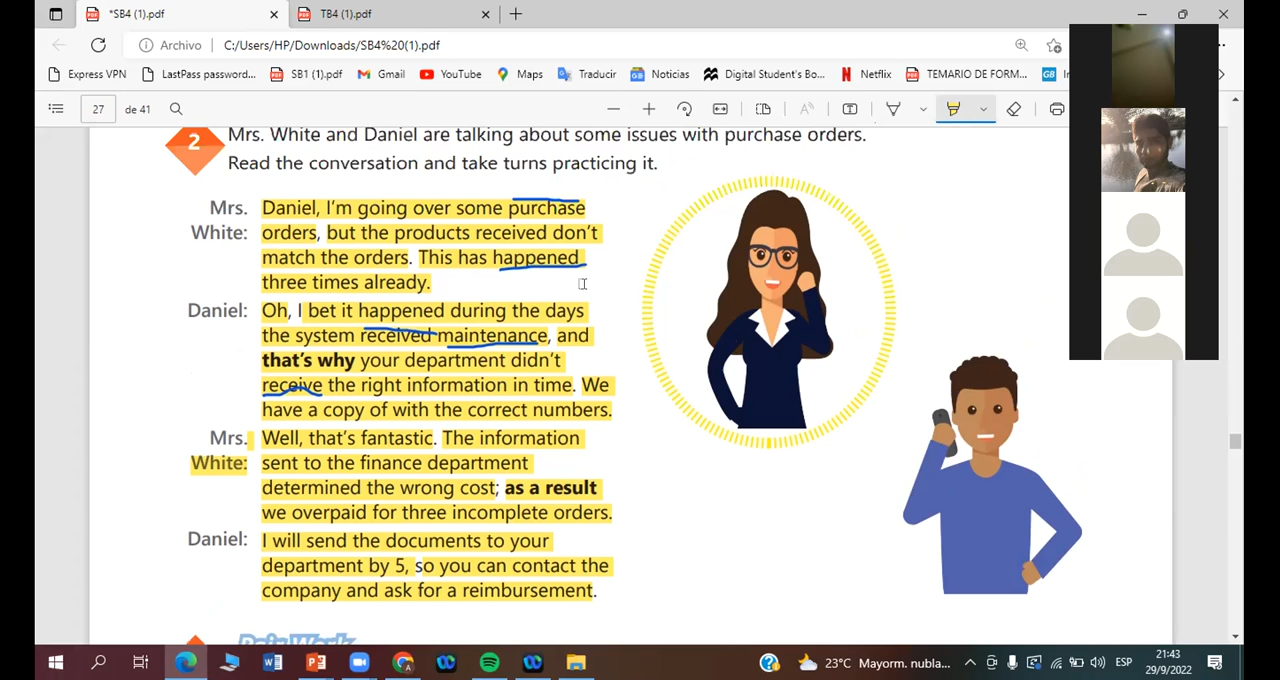 *SB4 (1).pdf
TB4 (1).pdf
Archivo
C:/Users/HP/Downloads/SB4%20(1).pdf
Express VPN
LastPass password...
SB1 (1).pdf
Gmail
YouTube
Maps
Traducir
Noticias
Digital Student's Bo...
Netflix
TEMARIO DE FORM...
27
de 41
2
Mrs. White and Daniel are talking about some issues with purchase orders.
Read the conversation and take turns practicing it.
Mrs. Daniel, I'm going over some purchase
White: orders, but the products received don't
match the orders. This has happened
three times already.
Daniel: Oh, I bet it happened during the days
the system received maintenance, and
that's why your department didn't
receive the right information in time. We
have a copy of with the correct numbers.
Mrs. Well, that's fantastic. The information
White: sent to the finance department
determined the wrong cost; as a result
we overpaid for three incomplete orders.
Daniel: I will send the documents to your
department by 5, so you can contact the
company and ask for a reimbursement.
23°C Mayorm. nubla...
ESP
21:43
29/9/2022